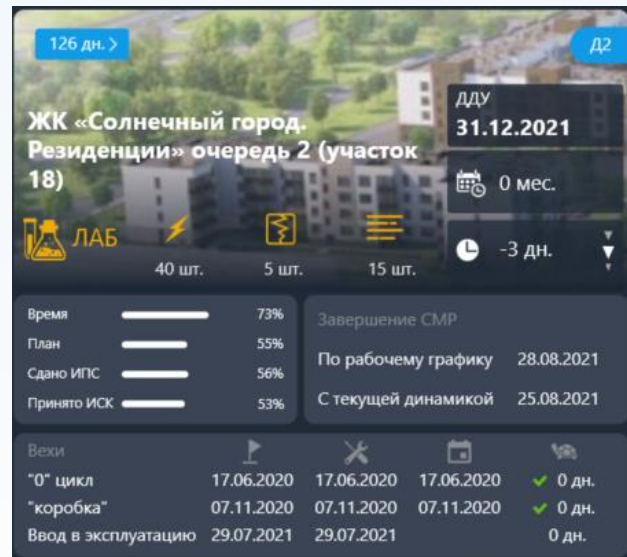 126 дн. >
Д2
ЖК «Солнечный город.
Резиденции» очередь 2 (участок
18)
ДДУ
31.12.2021
0 мес.
-3 дн.
ЛАБ
40 шт.
5 шт.
15 шт.
Время 73%
План 55%
Сдано ИПС 56%
Принято ИСК 53%
Завершение СМР
По рабочему графику 28.08.2021
С текущей динамикой 25.08.2021
Вехи
"0" цикл 17.06.2020 17.06.2020 17.06.2020 0 дн.
"коробка" 07.11.2020 07.11.2020 07.11.2020 0 дн.
Ввод в эксплуатацию 29.07.2021 29.07.2021 0 дн.